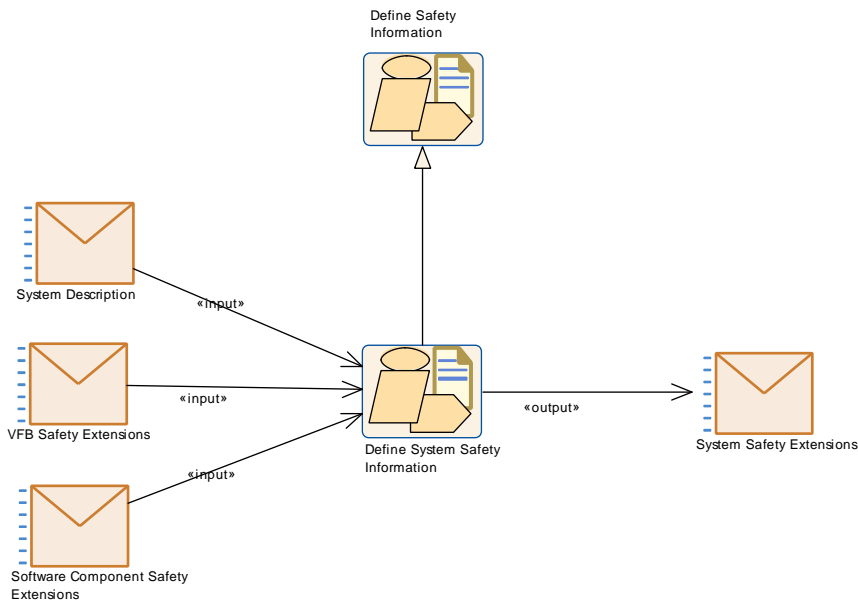 Define Safety
Information
«input»
System Description
«input»
VFB Safety Extensions
«input»
Software Component Safety
Extensions
Define System Safety
Information
«output»
System Safety Extensions